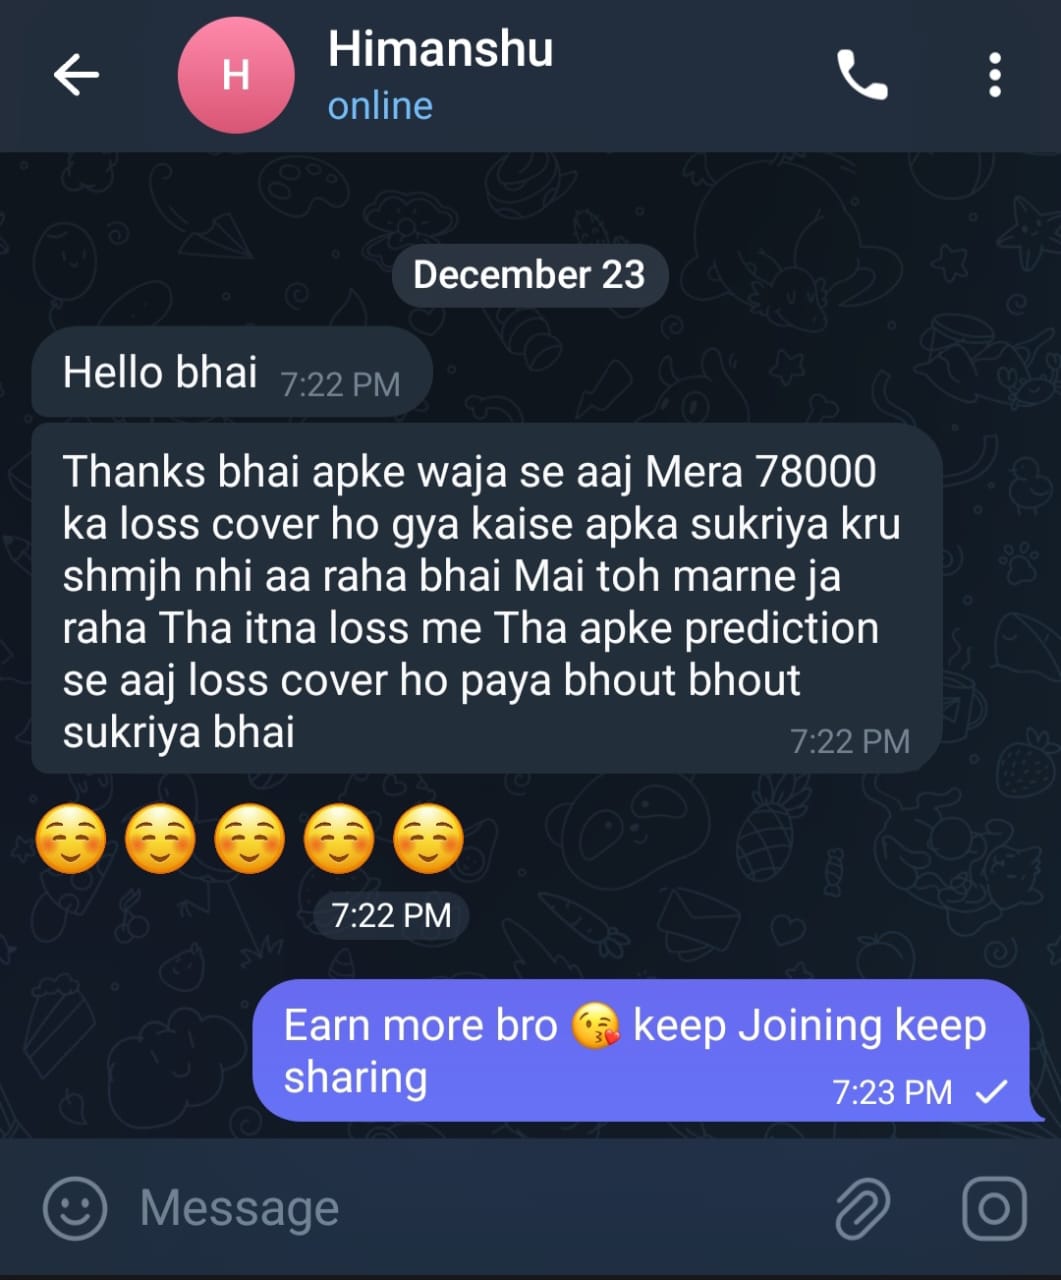 H
Himanshu
online
December 23
Hello bhai 7:22 PM
Thanks bhai apke waja se aaj Mera 78000
ka loss cover ho gya kaise apka sukriya kru
shmjh nhi aa raha bhai Mai toh marne ja
raha Tha itna loss me Tha apke prediction
se aaj loss cover ho paya bhout bhout
sukriya bhai
7:22 PM
☺️☺️☺️☺️☺️
7:22 PM
Earn more bro 😘 keep Joining keep
sharing
7:23 PM
Message